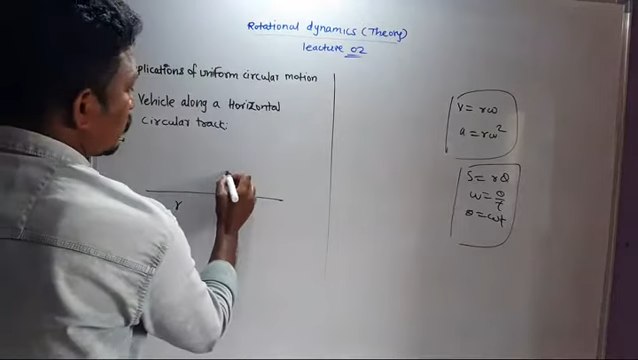 Rotational dynamics (Theory)
leacture 02
plications of uniform circular motion
Vehicle along a Horizontal
circular track:
r
V = rω
a = rω²
S = rθ
ω = θ/t
θ = ωt